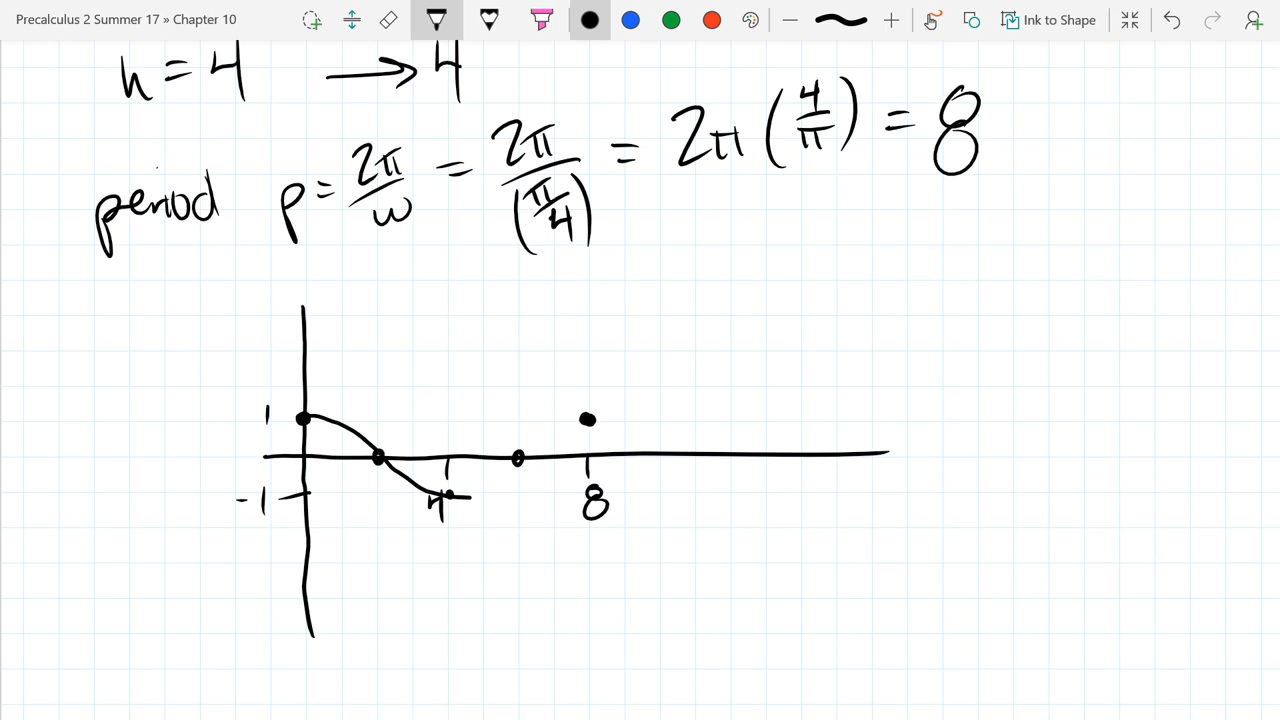 Precalculus 2 Summer 17 » Chapter 10
Ink to Shape
h = 4 → 4
period p = 2π/ω = 2π/(π/4) = 2π (4/π) = 8
1
-1
4
8